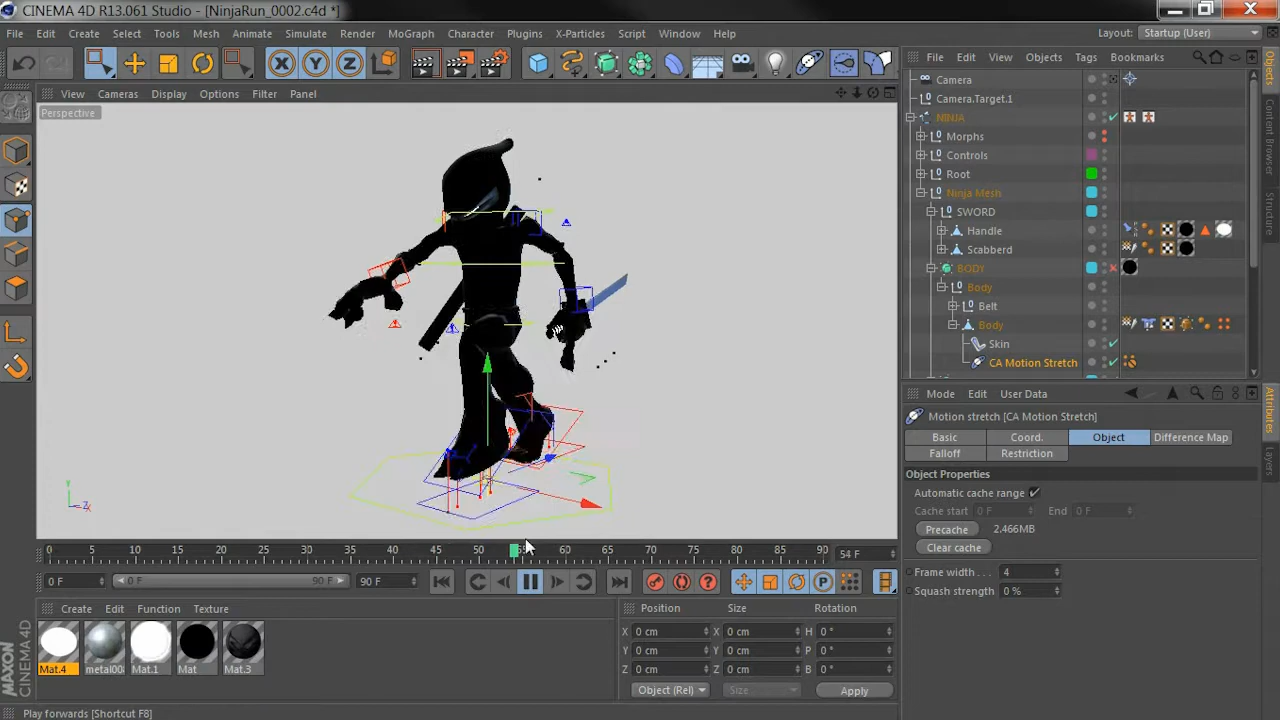 CINEMA 4D R13.061 Studio - [NinjaRun_0002.c4d *]
File Edit Create Select Tools Mesh Animate Simulate Render MoGraph Character Plugins X-Particles Script Window Help Layout: Startup (User)
File Edit View Objects Tags Bookmarks
View Cameras Display Options Filter Panel
Perspective
Camera
Camera.Target.1
NINJA
Morphs
Controls
Root
Ninja Mesh
SWORD
Handle
Scabberd
BODY
Body
Belt
Body
Skin
CA Motion Stretch
Objects
Content Browser
Structure
Mode Edit User Data
Motion stretch [CA Motion Stretch]
Basic Coord. Object Difference Map
Falloff Restriction
Object Properties
Automatic cache range
Cache start 0 F End 0 F
Precache 2.466MB
Clear cache
Frame width . . . 4
Squash strength 0 %
Attributes
Layers
Y
Z
X
0 5 10 15 20 25 30 35 40 45 50 55 60 65 70 75 80 85 90 54 F
0 F 0 F 90 F 90 F
Create Edit Function Texture
Mat.4 Mat.1 Mat Mat.3
Position Size Rotation
X 0 cm X 0 cm H 0 °
Y 0 cm Y 0 cm P 0 °
Z 0 cm Z 0 cm B 0 °
Object (Rel) Size Apply
MAXON
CINEMA 4D
Play forwards [Shortcut F8]